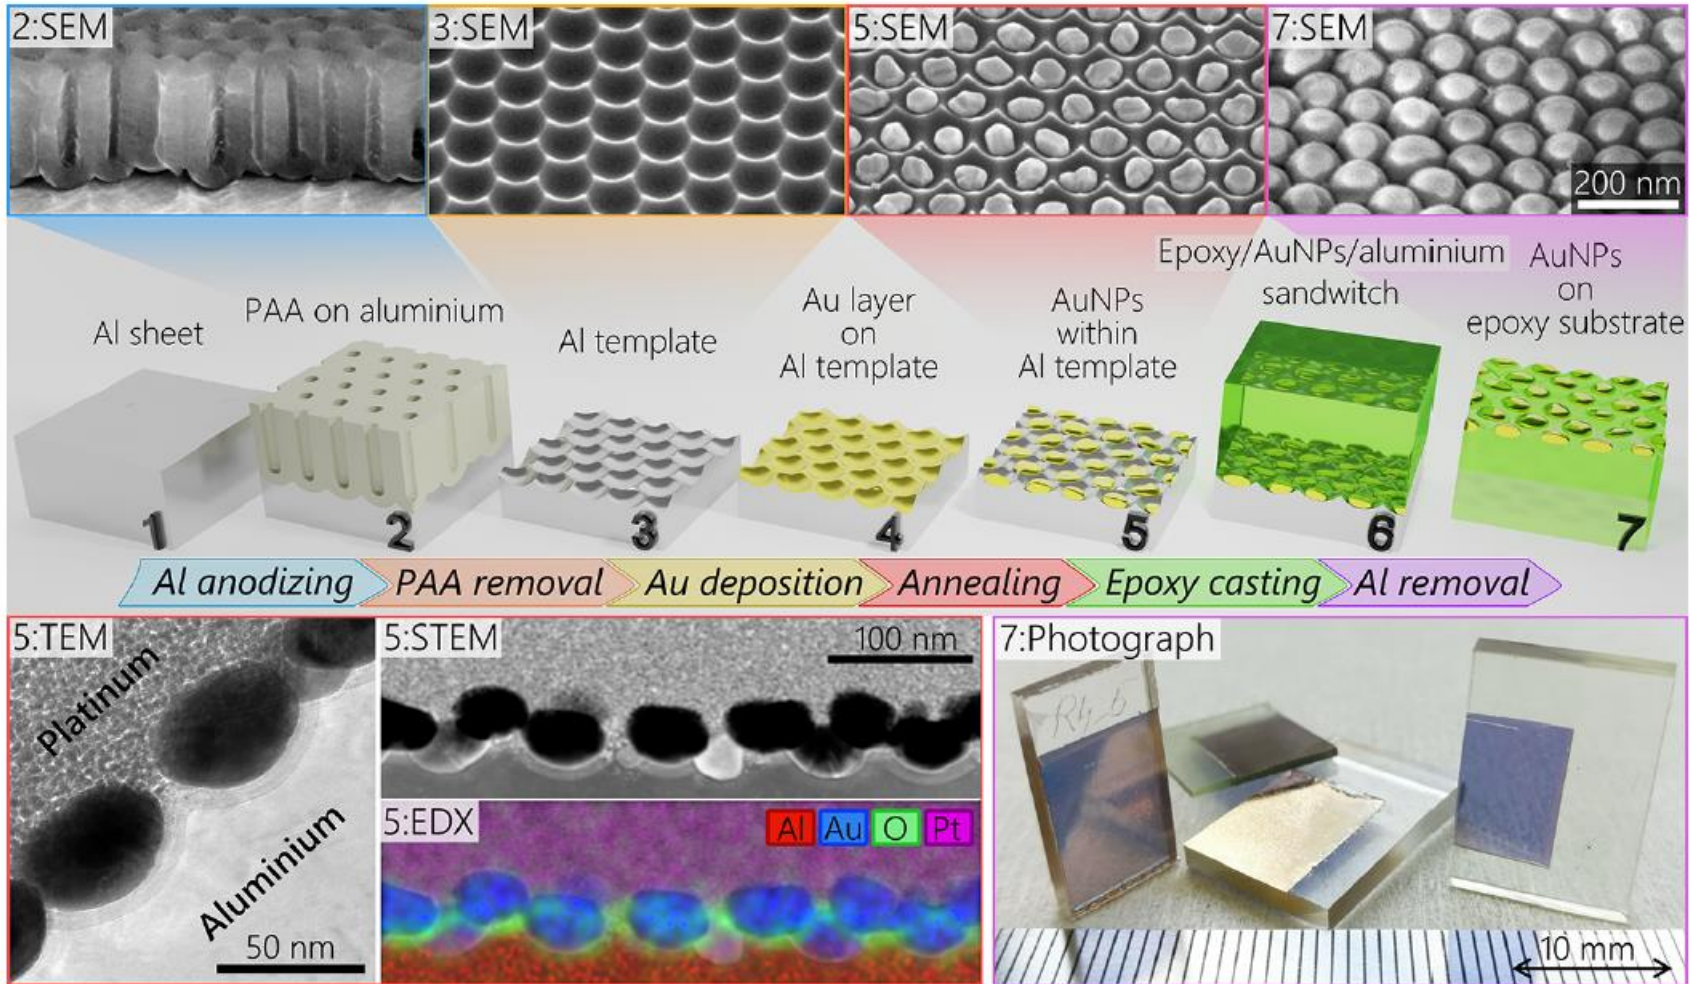 2:SEM
3:SEM
5:SEM
7:SEM
200 nm
Al sheet
PAA on aluminium
Al template
Au layer
on
Al template
AuNPs
within
Al template
Epoxy/AuNPs/aluminium
sandwitch
AuNPs
on
epoxy substrate
1
2
3
4
5
6
7
Al anodizing
PAA removal
Au deposition
Annealing
Epoxy casting
Al removal
5:TEM
Platinum
Aluminium
50 nm
5:STEM
100 nm
5:EDX
Al
Au
O
Pt
7:Photograph
10 mm